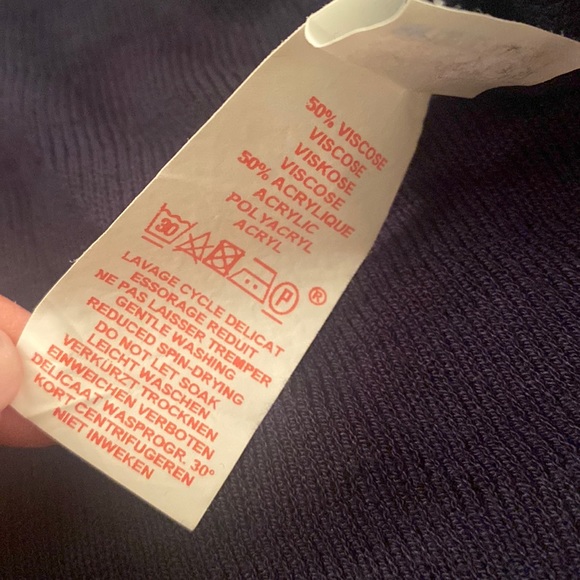 50% VISCOSE
VISCOSE
VISKOSE
VISCOSE
50% ACRYLIQUE
ACRYLIC
POLYACRYL
ACRYL
30 P ®
LAVAGE CYCLE DELICAT
ESSORAGE REDUIT
NE PAS LAISSER TREMPER
GENTLE WASHING
REDUCED SPIN-DRYING
DO NOT LET SOAK
LEICHT WASCHEN
VERKÜRZT TROCKNEN
EINWEICHEN VERBOTEN
DELICAAT WASPROGR. 30°
KORT CENTRIFUGEREN
NIET INWEKEN